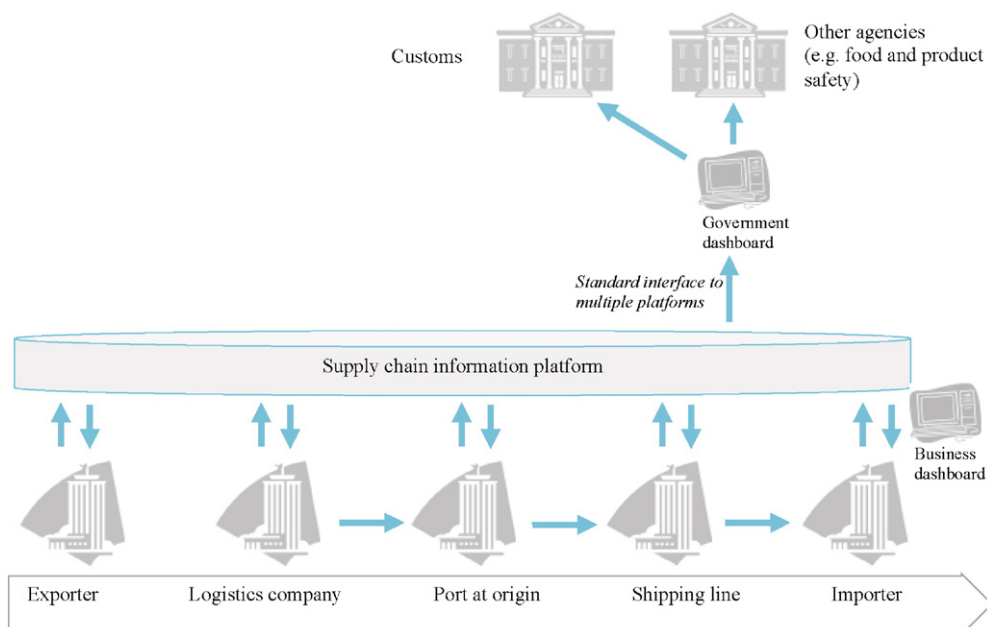 Customs
Other agencies
(e.g. food and product
safety)
Government
dashboard
Standard interface to
multiple platforms
Supply chain information platform
Business
dashboard
Exporter
Logistics company
Port at origin
Shipping line
Importer